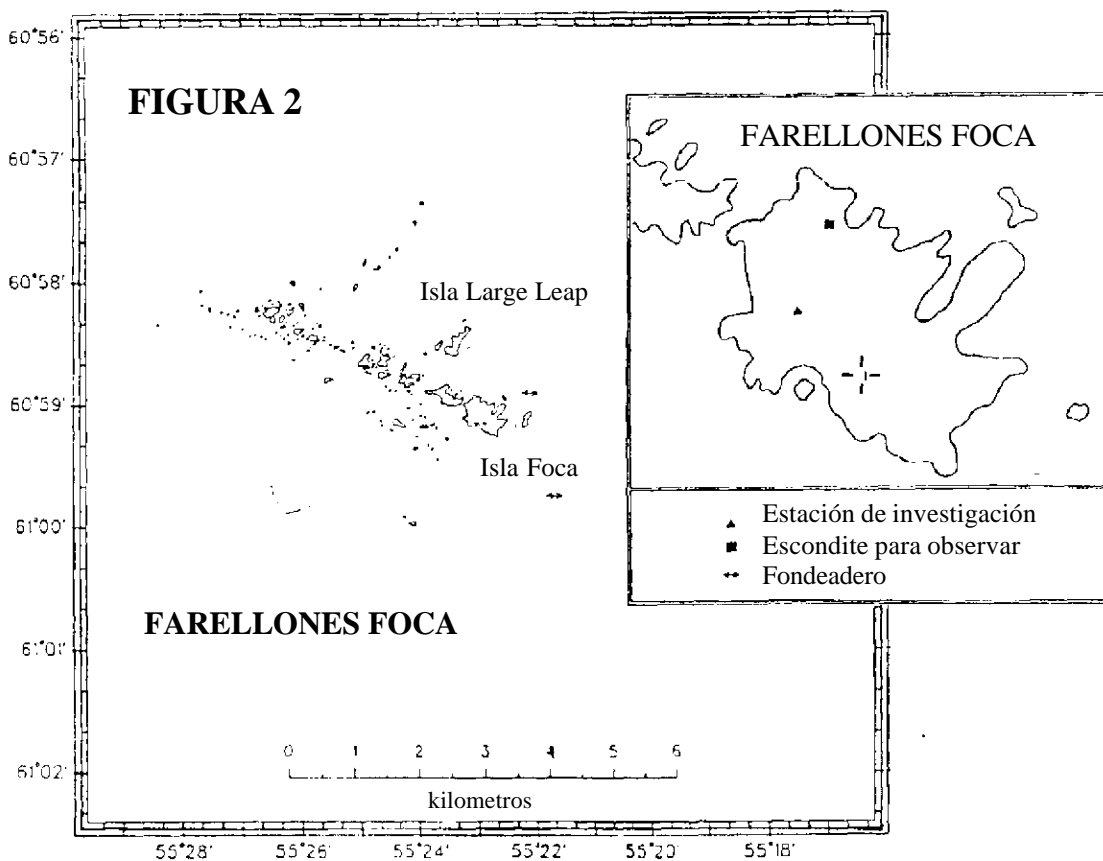 60°56'
FIGURA 2
FARELLONES FOCA
60°57'
60°58'
Isla Large Leap
60°59'
Isla Foca
61°00'
Estación de investigación
Escondite para observar
Fondeadero
FARELLONES FOCA
61°01'
0 1 2 3 4 5 6
61°02'
kilometros
55°28' 55°26' 55°24' 55°22' 55°20' 55°18'